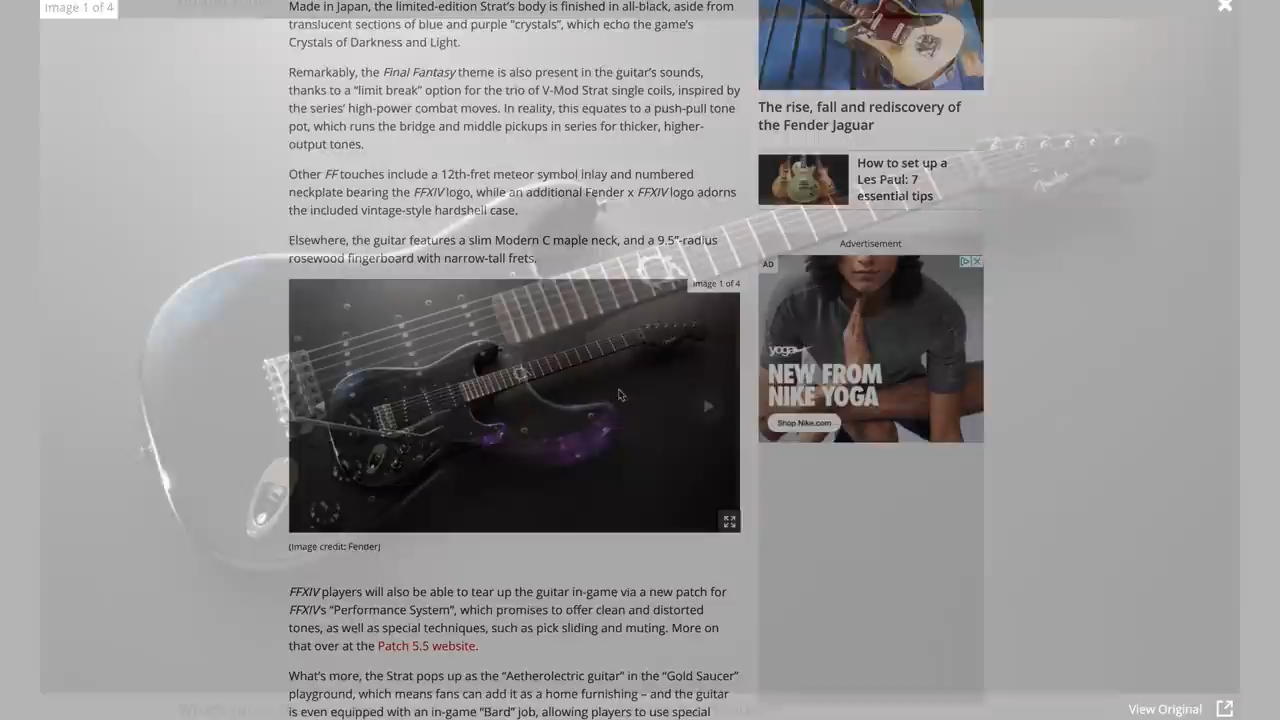 Image 1 of 4
Made in Japan, the limited-edition Strat's body is finished in all-black, aside from
translucent sections of blue and purple "crystals", which echo the game's
Crystals of Darkness and Light.
Remarkably, the Final Fantasy theme is also present in the guitar's sounds,
thanks to a "limit break" option for the trio of V-Mod Strat single coils, inspired by
the series' high-power combat moves. In reality, this equates to a push-pull tone
pot, which runs the bridge and middle pickups in series for thicker, higher-
output tones.
Other FF touches include a 12th-fret meteor symbol inlay and numbered
neckplate bearing the FFXIV logo, while an additional Fender x FFXIV logo adorns
the included vintage-style hardshell case.
Elsewhere, the guitar features a slim Modern C maple neck, and a 9.5"-radius
rosewood fingerboard with narrow-tall frets.
Image 1 of 4
(Image credit: Fender)
FFXIV players will also be able to tear up the guitar in-game via a new patch for
FFXIV's "Performance System", which promises to offer clean and distorted
tones, as well as special techniques, such as pick sliding and muting. More on
that over at the Patch 5.5 website.
What's more, the Strat pops up as the "Aetherolectric guitar" in the "Gold Saucer"
playground, which means fans can add it as a home furnishing – and the guitar
is even equipped with an in-game "Bard" job, allowing players to use special
The rise, fall and rediscovery of
the Fender Jaguar
How to set up a
Les Paul: 7
essential tips
Advertisement
AD
yoga
NEW FROM
NIKE YOGA
Shop Nike.com
Fender
View Original